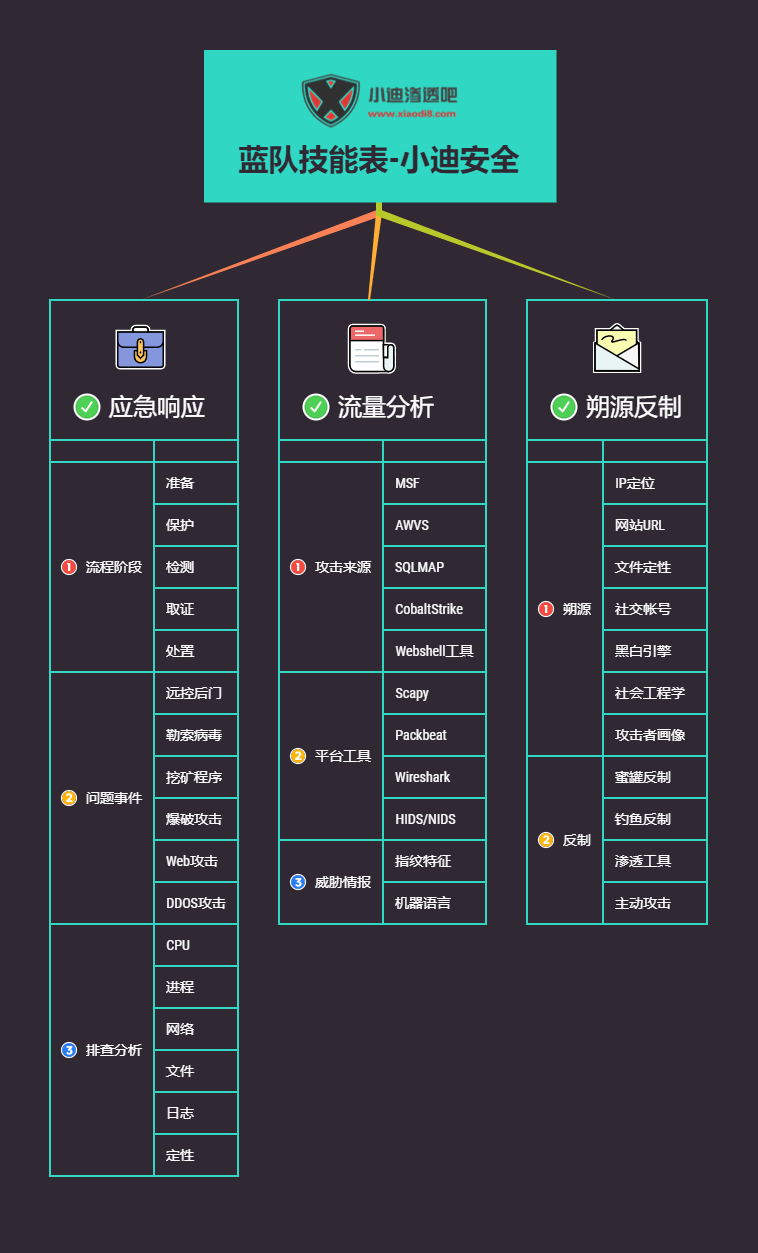 小迪渗透吧
www.xiaodi8.com
蓝队技能表-小迪安全
应急响应
1 流程阶段
准备
保护
检测
取证
处置
2 问题事件
远控后门
勒索病毒
挖矿程序
爆破攻击
Web攻击
DDOS攻击
3 排查分析
CPU
进程
网络
文件
日志
定性
流量分析
1 攻击来源
MSF
AWVS
SQLMAP
CobaltStrike
Webshell工具
2 平台工具
Scapy
Packbeat
Wireshark
HIDS/NIDS
3 威胁情报
指纹特征
机器语言
朔源反制
1 朔源
IP定位
网站URL
文件定性
社交帐号
黑白引擎
社会工程学
攻击者画像
2 反制
蜜罐反制
钓鱼反制
渗透工具
主动攻击